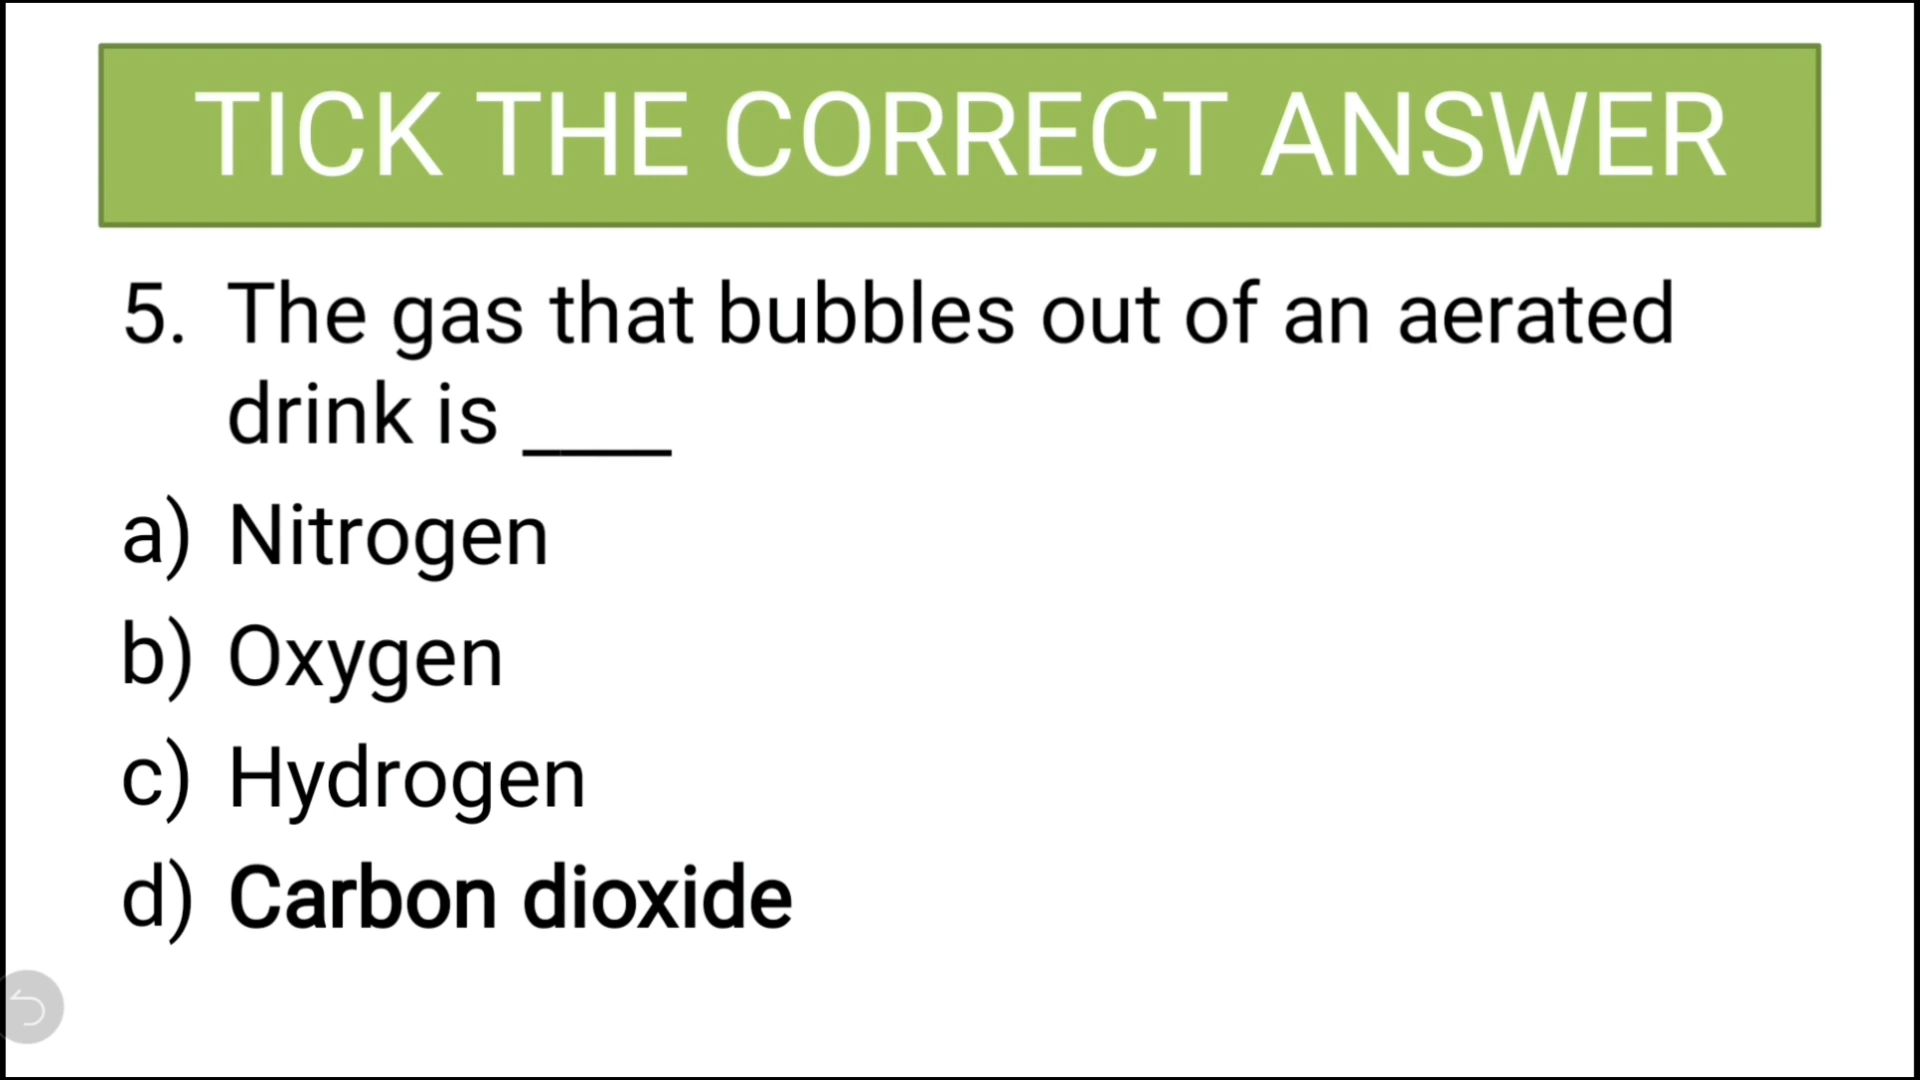 TICK THE CORRECT ANSWER
5. The gas that bubbles out of an aerated
drink is ____
a) Nitrogen
b) Oxygen
c) Hydrogen
d) Carbon dioxide